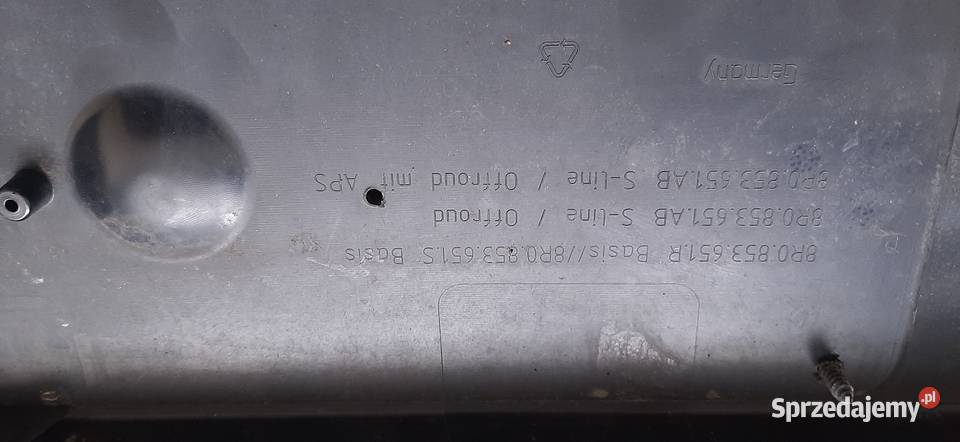 8R0.853.651.R Basis//8R0.853.651.S Basis
8R0.853.651.AB S-Line / Offroud
8R0.853.651.AB S-Line / Offroud mit APS
Germany
Sprzedajemy.pl